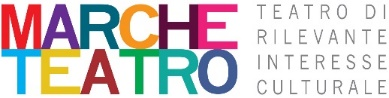 MARCHE
TEATRO
TEATRO DI
RILEVANTE
INTERESSE
CULTURALE